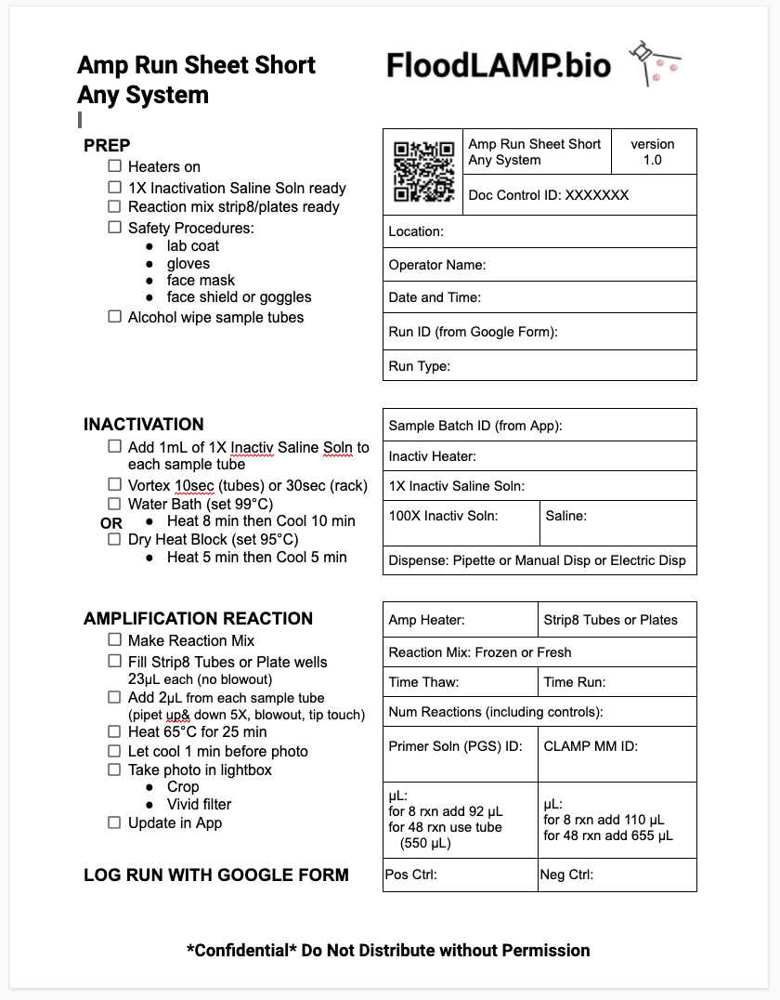 Amp Run Sheet Short
Any System
FloodLAMP.bio
PREP
☐ Heaters on
☐ 1X Inactivation Saline Soln ready
☐ Reaction mix strip8/plates ready
☐ Safety Procedures:
● lab coat
● gloves
● face mask
● face shield or goggles
☐ Alcohol wipe sample tubes
Amp Run Sheet Short
Any System
version
1.0
Doc Control ID: XXXXXXX
Location:
Operator Name:
Date and Time:
Run ID (from Google Form):
Run Type:
INACTIVATION
☐ Add 1mL of 1X Inactiv Saline Soln to
each sample tube
☐ Vortex 10sec (tubes) or 30sec (rack)
☐ Water Bath (set 99°C)
● Heat 8 min then Cool 10 min
OR
☐ Dry Heat Block (set 95°C)
● Heat 5 min then Cool 5 min
Sample Batch ID (from App):
Inactiv Heater:
1X Inactiv Saline Soln:
100X Inactiv Soln:
Saline:
Dispense: Pipette or Manual Disp or Electric Disp
AMPLIFICATION REACTION
☐ Make Reaction Mix
☐ Fill Strip8 Tubes or Plate wells
23µL each (no blowout)
☐ Add 2µL from each sample tube
(pipet up& down 5X, blowout, tip touch)
☐ Heat 65°C for 25 min
☐ Let cool 1 min before photo
☐ Take photo in lightbox
● Crop
● Vivid filter
☐ Update in App
LOG RUN WITH GOOGLE FORM
Amp Heater:
Strip8 Tubes or Plates
Reaction Mix: Frozen or Fresh
Time Thaw:
Time Run:
Num Reactions (including controls):
Primer Soln (PGS) ID:
CLAMP MM ID:
µL:
for 8 rxn add 92 µL
for 48 rxn use tube
(550 µL)
µL:
for 8 rxn add 110 µL
for 48 rxn add 655 µL
Pos Ctrl:
Neg Ctrl:
*Confidential* Do Not Distribute without Permission